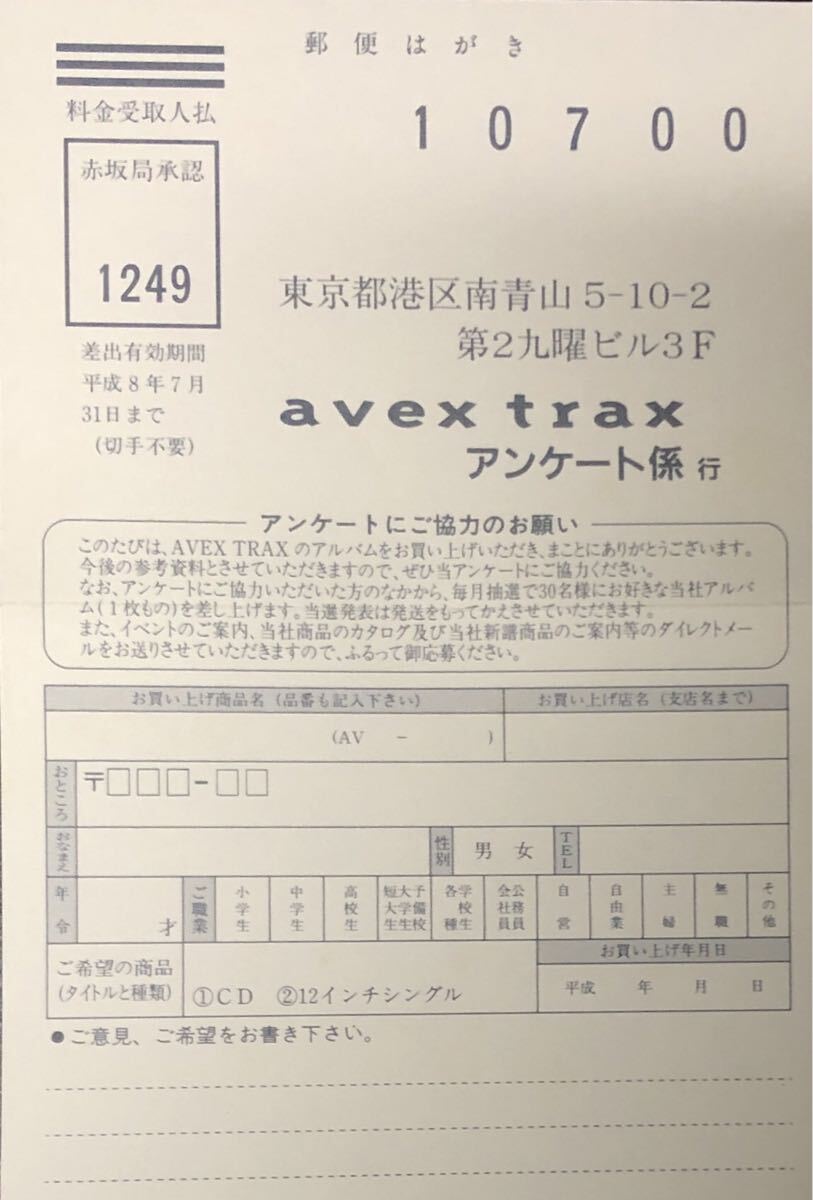 郵便はがき
料金受取人払
赤坂局承認
1249
差出有効期間
平成8年7月
31日まで
(切手不要)
10700
東京都港区南青山5-10-2
第2九曜ビル3F
avex trax
アンケート係 行
アンケートにご協力のお願い
このたびは、AVEX TRAXのアルバムをお買い上げいただき、まことにありがとうございます。
今後の参考資料とさせていただきますので、ぜひ当アンケートにご協力ください。
なお、アンケートにご協力いただいた方のなかから、毎月抽選で30名様にお好きな当社アルバ
ム(1枚もの)を差し上げます。当選発表は発送をもってかえさせていただきます。
また、イベントのご案内、当社商品のカタログ及び当社新譜商品のご案内等のダイレクトメー
ルをお送りさせていただきますので、ふるって御応募ください。
お買い上げ商品名(品番も記入下さい)
お買い上げ店名(支店名まで)
(AV － )
おところ
〒□□□-□□
おなまえ
性別
男 女
TEL
年令
才
ご職業
小学生
中学生
高校生
短大生
大学生
予備校生
各種学校生
会社員
公務員
自営
自由業
主婦
無職
その他
ご希望の商品
(タイトルと種類)
①CD ②12インチシングル
お買い上げ年月日
平成 年 月 日
●ご意見、ご希望をお書き下さい。